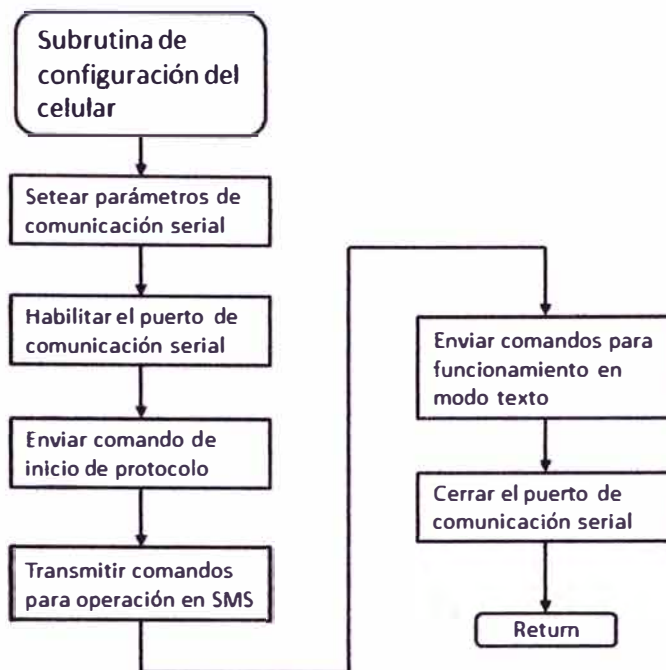 Subrutina de
configuración del
celular
Setear parámetros de
comunicación serial
Habilitar el puerto de
comunicación serial
Enviar comando de
inicio de protocolo
Transmitir comandos
para operación en SMS
Enviar comandos para
funcionamiento en
modo texto
Cerrar el puerto de
comunicación serial
Return